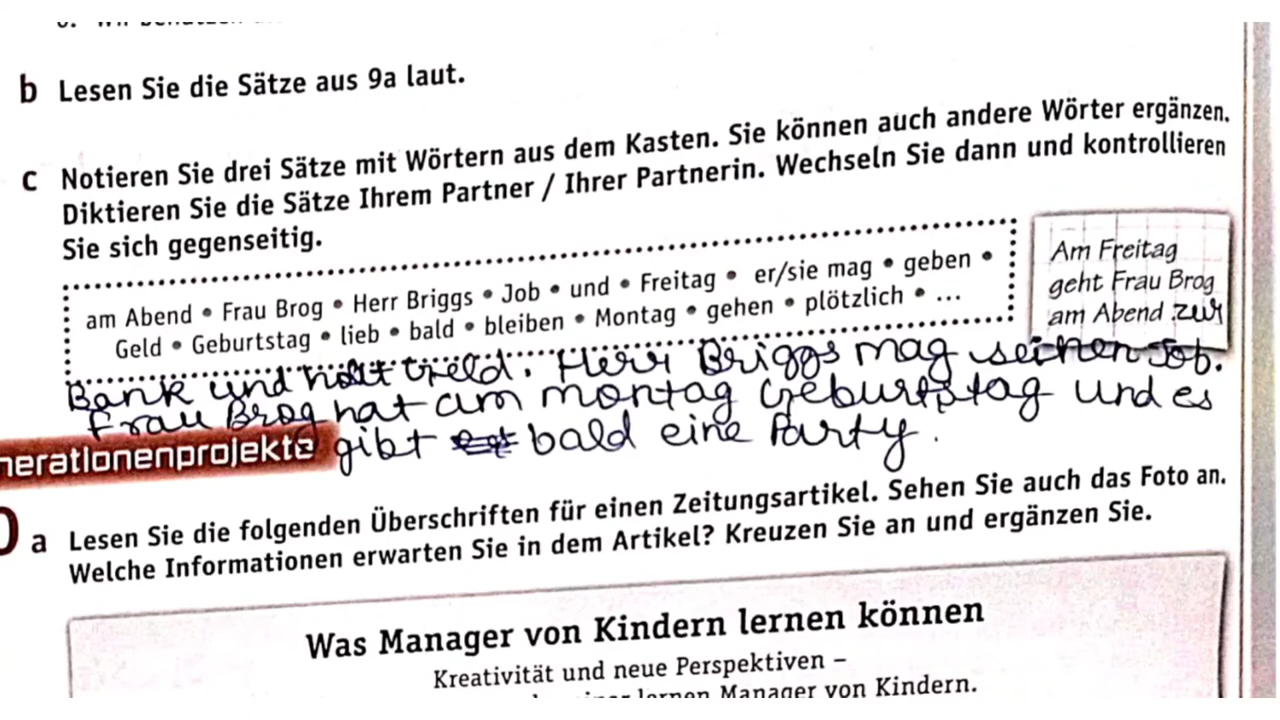 b Lesen Sie die Sätze aus 9a laut.
c Notieren Sie drei Sätze mit Wörtern aus dem Kasten. Sie können auch andere Wörter ergänzen.
Diktieren Sie die Sätze Ihrem Partner / Ihrer Partnerin. Wechseln Sie dann und kontrollieren
Sie sich gegenseitig.
am Abend • Frau Brog • Herr Briggs • Job • und • Freitag • er/sie mag • geben •
Geld • Geburtstag • lieb • bald • bleiben • Montag • gehen • plötzlich • ...
Am Freitag
geht Frau Brog
am Abend zur
Bank und holt Geld. Herr Briggs mag seinen Job.
Frau Brog hat am montag Geburtstag und es
gibt bald eine Party.
nerationenprojekte
a Lesen Sie die folgenden Überschriften für einen Zeitungsartikel. Sehen Sie auch das Foto an.
Welche Informationen erwarten Sie in dem Artikel? Kreuzen Sie an und ergänzen Sie.
Was Manager von Kindern lernen können
Kreativität und neue Perspektiven –
lernen Manager von Kindern.